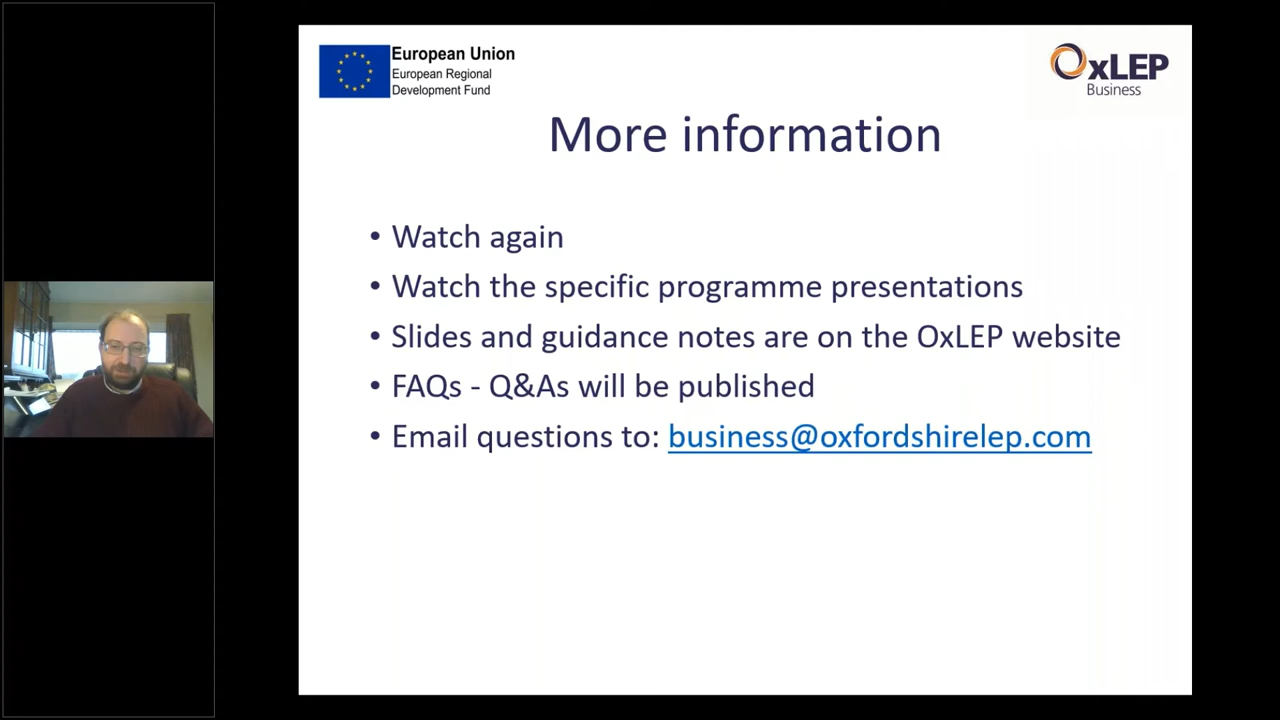 European Union
European Regional
Development Fund
OxLEP
Business
More information
• Watch again
• Watch the specific programme presentations
• Slides and guidance notes are on the OxLEP website
• FAQs - Q&As will be published
• Email questions to: business@oxfordshirelep.com